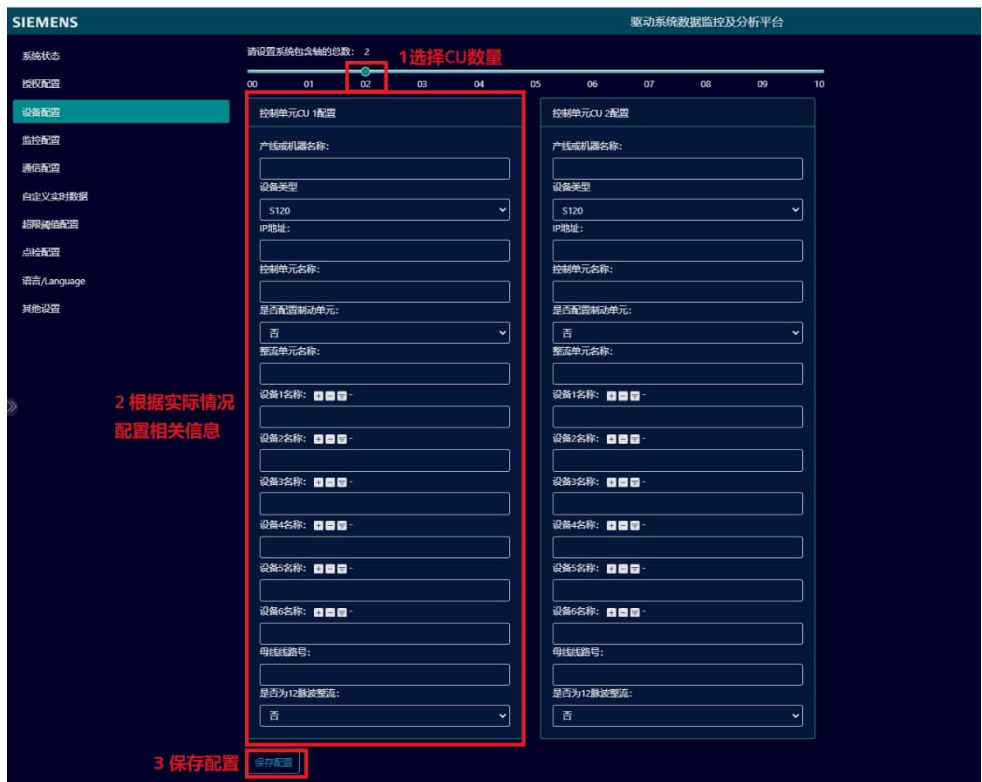 SIEMENS
驱动系统数据监控及分析平台
系统状态
授权配置
设备配置
监控配置
通信配置
自定义实时数据
超限阈值配置
点检配置
语言/Language
其他设置
请设置系统包含轴的总数: 2
1选择CU数量
00 01 02 03 04 05 06 07 08 09 10
控制单元CU 1配置
产线或机器名称:
设备类型
S120
IP地址:
控制单元名称:
是否配置制动单元:
否
整流单元名称:
设备1名称: + - -
设备2名称: + - -
设备3名称: + - -
设备4名称: + - -
设备5名称: + - -
设备6名称: + - -
母线线路号:
是否为12脉波整流:
否
控制单元CU 2配置
产线或机器名称:
设备类型
S120
IP地址:
控制单元名称:
是否配置制动单元:
否
整流单元名称:
设备1名称: + - -
设备2名称: + - -
设备3名称: + - -
设备4名称: + - -
设备5名称: + - -
设备6名称: + - -
母线线路号:
是否为12脉波整流:
否
2 根据实际情况
配置相关信息
3 保存配置
保存配置